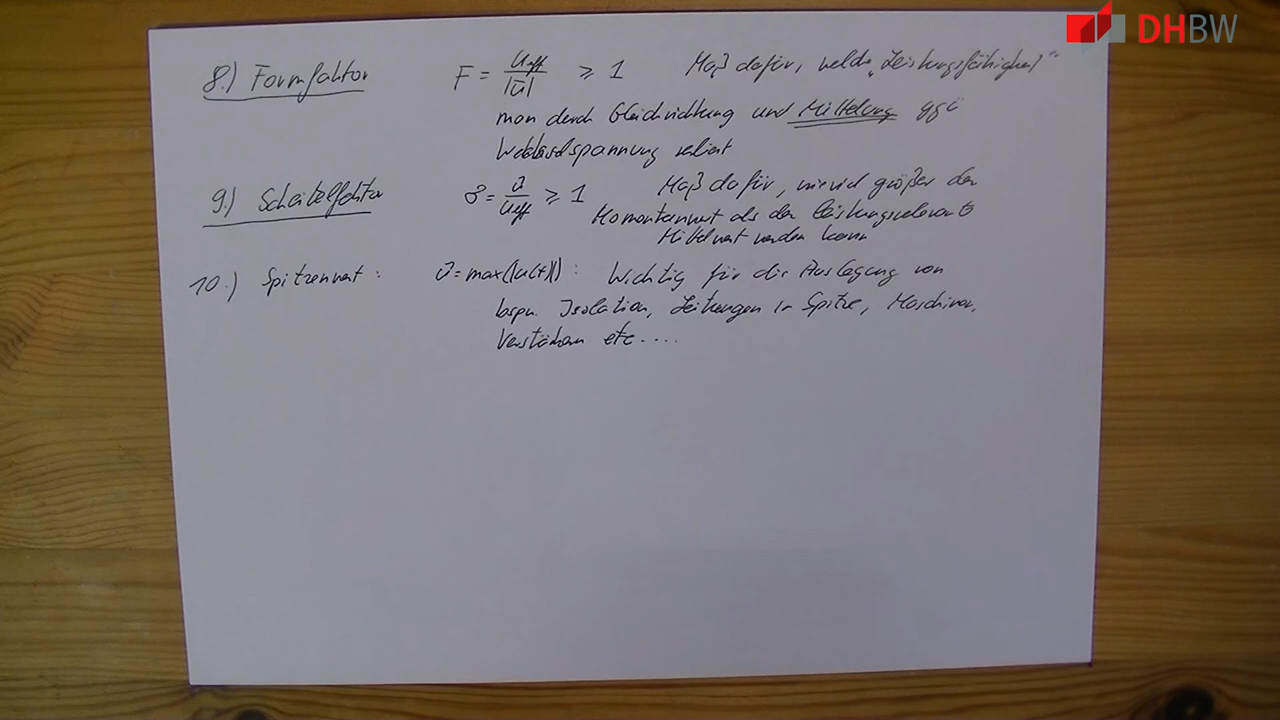 DHBW
8.) Formfaktor F = Ueff / |ū| ≥ 1 Maß dafür, welche „Leistungsfähigkeit“
man durch Gleichrichtung und Mittelung ggü
Wechselspannung verliert
9.) Scheitelfaktor σ = û / Ueff ≥ 1 Maß dafür, wieviel größer der
Momentanwert als der leistungsrelevante
Mittelwert werden kann
10.) Spitzenwert : û = max(|u(t)|) : Wichtig für die Auslegung von
bspw. Isolation, Leitungen Spitze, Maschinen,
Verstärkern etc....